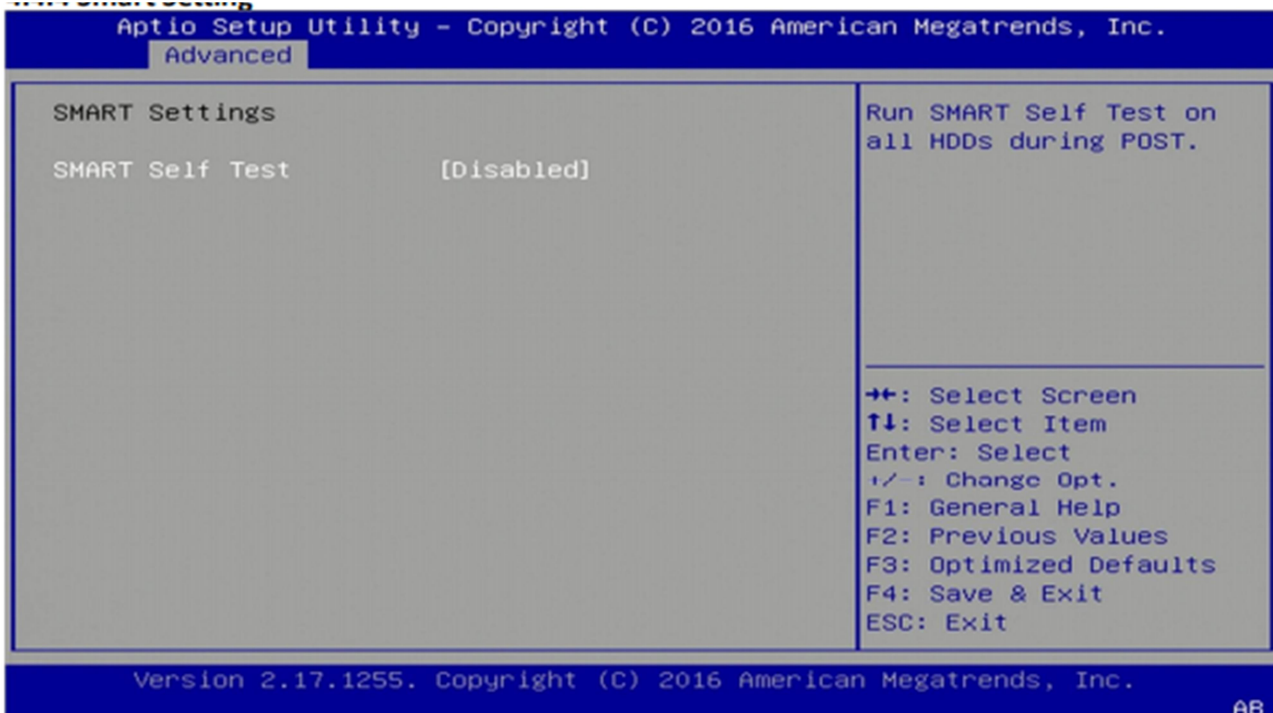 Smart Setting
Aptio Setup Utility – Copyright (C) 2016 American Megatrends, Inc.
Advanced
SMART Settings
SMART Self Test [Disabled]
Run SMART Self Test on
all HDDs during POST.
→←: Select Screen
↑↓: Select Item
Enter: Select
+/-: Change Opt.
F1: General Help
F2: Previous Values
F3: Optimized Defaults
F4: Save & Exit
ESC: Exit
Version 2.17.1255. Copyright (C) 2016 American Megatrends, Inc.
AB